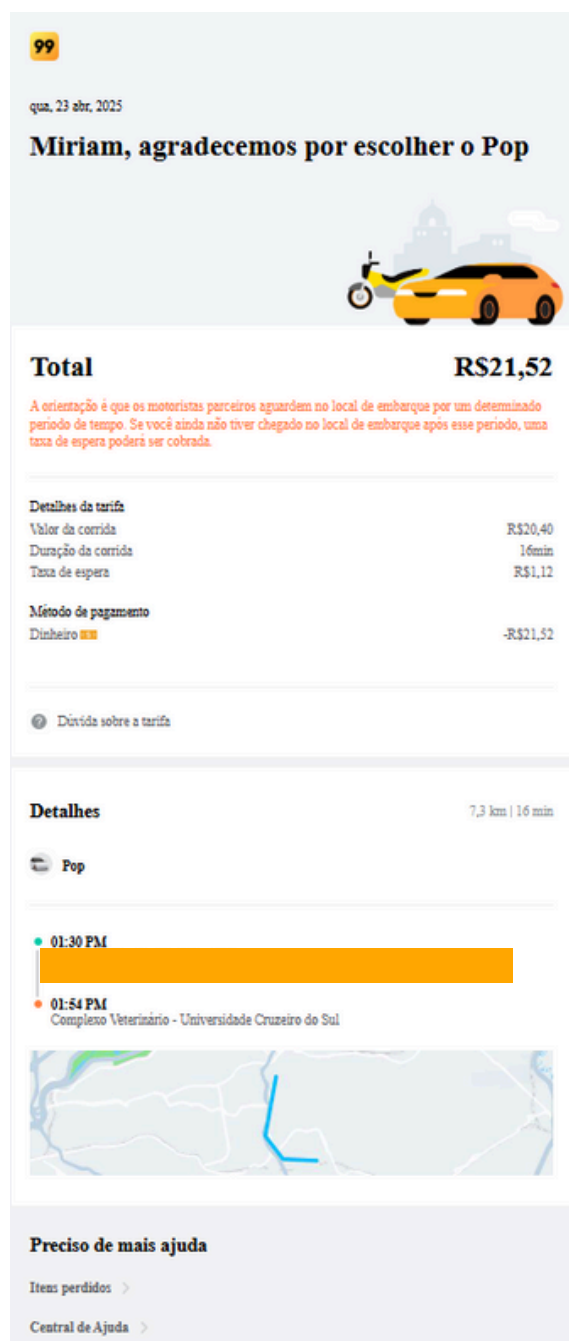 99
qua, 23 abr, 2025
Miriam, agradecemos por escolher o Pop
Total R$21,52
A orientação é que os motoristas parceiros aguardem no local de embarque por um determinado
período de tempo. Se você ainda não tiver chegado no local de embarque após esse período, uma
taxa de espera poderá ser cobrada.
Detalhes da tarifa
Valor da corrida R$20,40
Duração da corrida 16min
Taxa de espera R$1,12
Método de pagamento
Dinheiro -R$21,52
? Dúvida sobre a tarifa
Detalhes 7,3 km | 16 min
Pop
01:30 PM
01:54 PM
Complexo Veterinário - Universidade Cruzeiro do Sul
Preciso de mais ajuda
Itens perdidos >
Central de Ajuda >